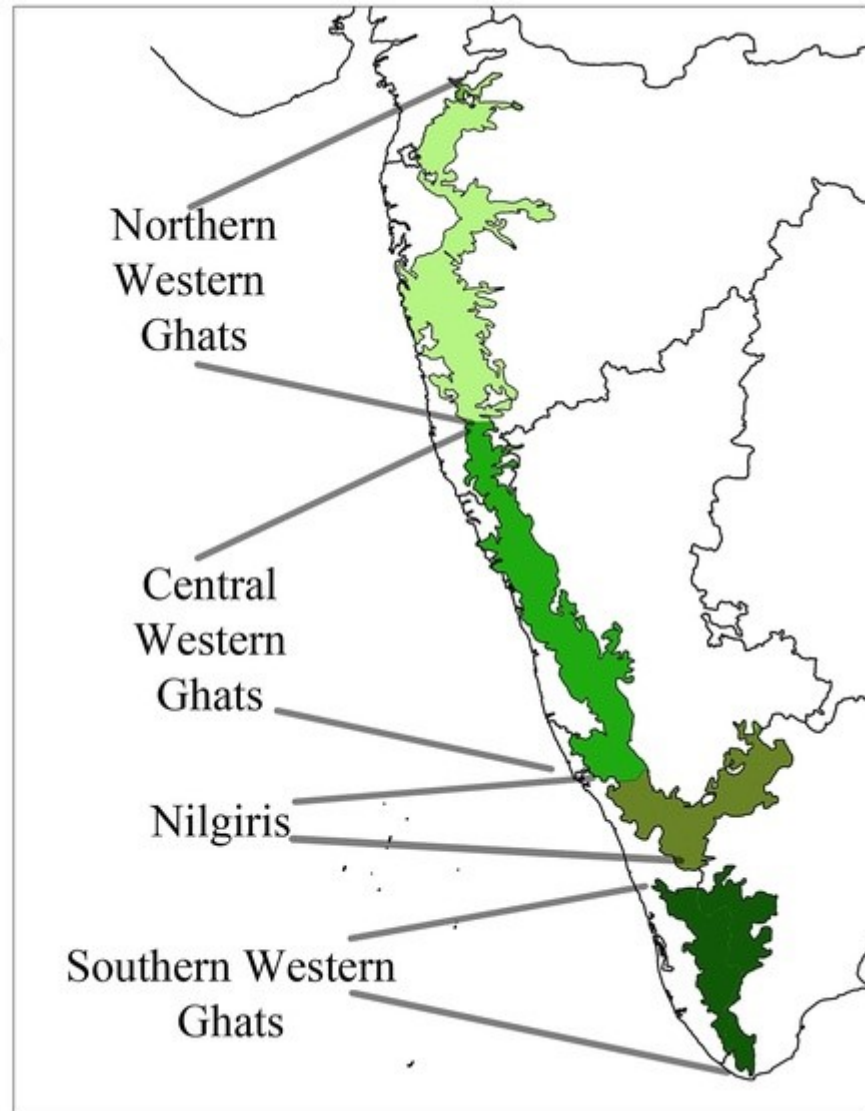 Northern
Western
Ghats
Central
Western
Ghats
Nilgiris
Southern Western
Ghats